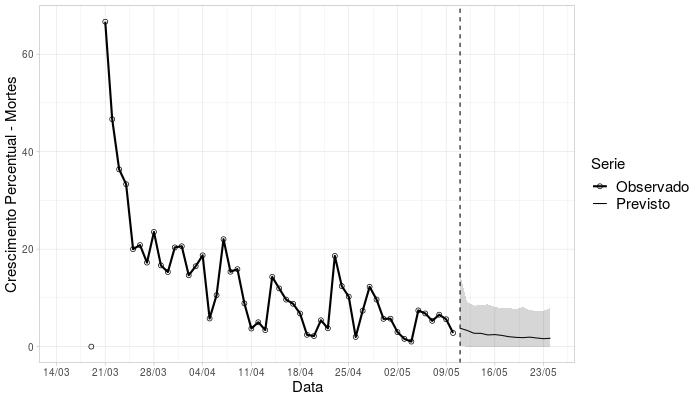 Crescimento Percentual - Mortes
60
40
20
0
14/03 21/03 28/03 04/04 11/04 18/04 25/04 02/05 09/05 16/05 23/05
Data
Serie
Observado
Previsto